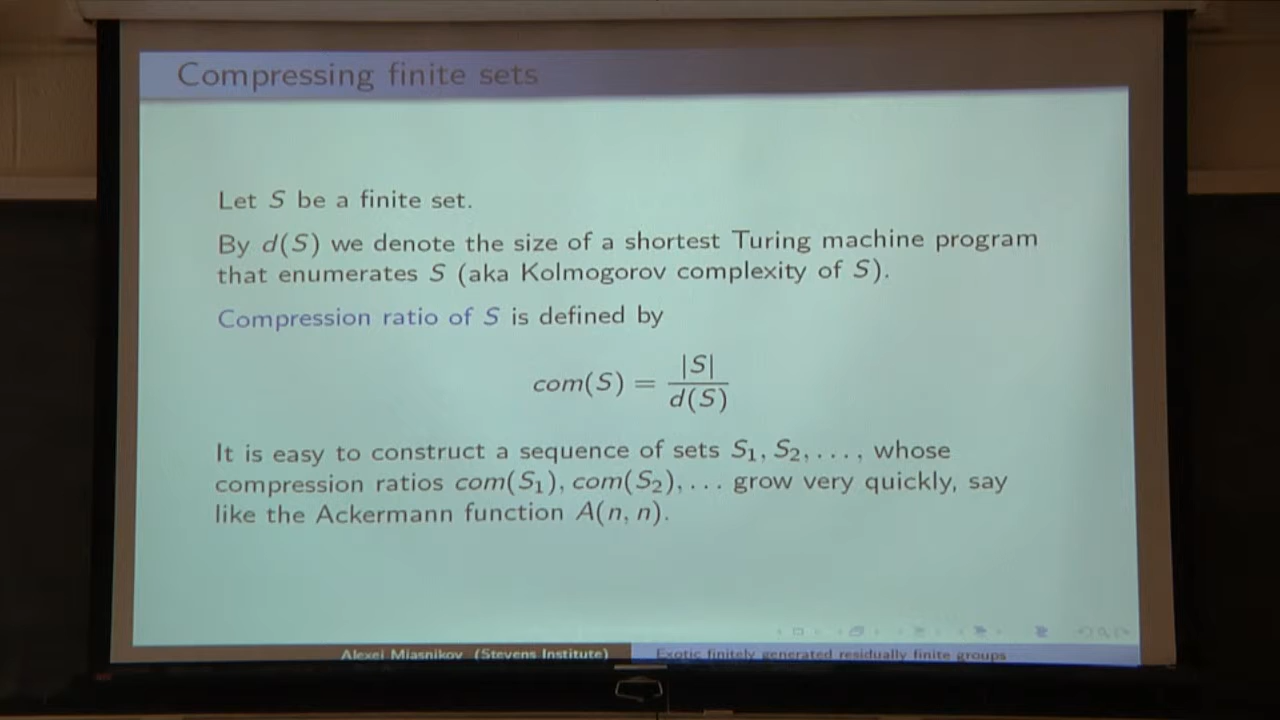 Compressing finite sets
Let S be a finite set.
By d(S) we denote the size of a shortest Turing machine program
that enumerates S (aka Kolmogorov complexity of S).
Compression ratio of S is defined by
com(S) = |S| / d(S)
It is easy to construct a sequence of sets S₁, S₂, . . . , whose
compression ratios com(S₁), com(S₂), . . . grow very quickly, say
like the Ackermann function A(n, n).
Alexei Miasnikov (Stevens Institute)
Exotic finitely generated residually finite groups